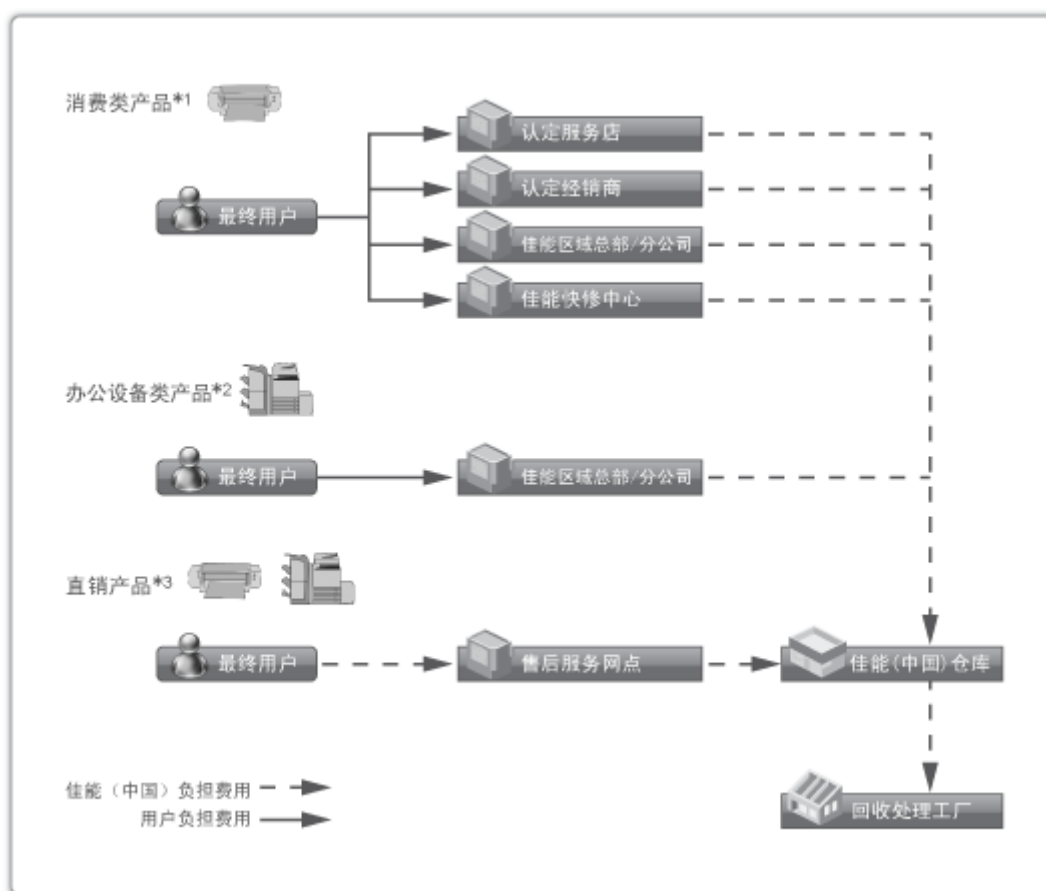 消费类产品*1
认定服务店
认定经销商
最终用户
佳能区域总部/分公司
佳能快修中心
办公设备类产品*2
最终用户
佳能区域总部/分公司
直销产品*3
最终用户
售后服务网点
佳能(中国)仓库
佳能（中国）负担费用
用户负担费用
回收处理工厂